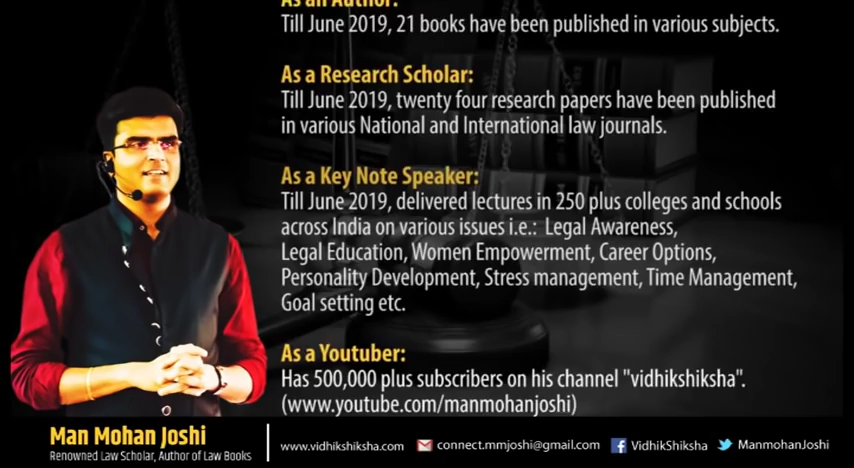 As an Author:
Till June 2019, 21 books have been published in various subjects.
As a Research Scholar:
Till June 2019, twenty four research papers have been published
in various National and International law journals.
As a Key Note Speaker:
Till June 2019, delivered lectures in 250 plus colleges and schools
across India on various issues i.e.: Legal Awareness,
Legal Education, Women Empowerment, Career Options,
Personality Development, Stress management, Time Management,
Goal setting etc.
As a Youtuber:
Has 500,000 plus subscribers on his channel "vidhikshiksha".
(www.youtube.com/manmohanjoshi)
Man Mohan Joshi
Renowned Law Scholar, Author of Law Books
www.vidhikshiksha.com connect.mmjoshi@gmail.com VidhikShiksha ManmohanJoshi